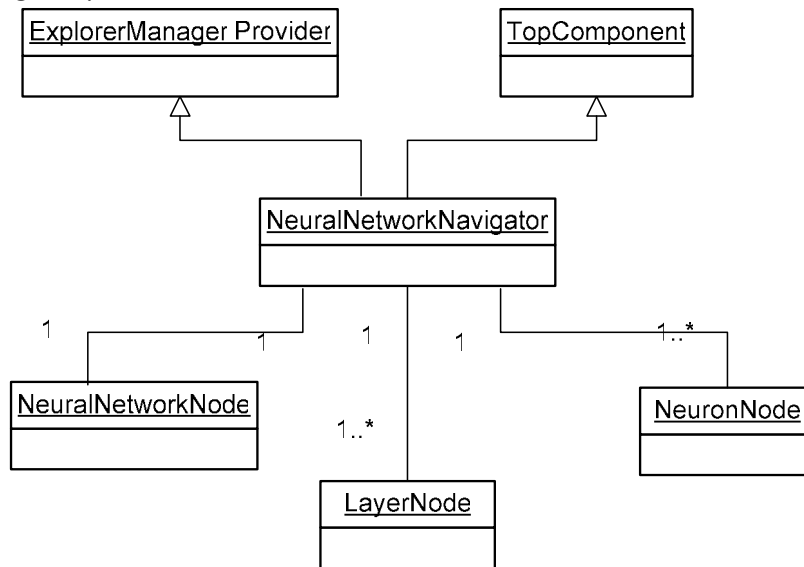 ExplorerManager Provider
TopComponent
NeuralNetworkNavigator
1
1
1
1
1..*
NeuralNetworkNode
NeuronNode
1..*
LayerNode